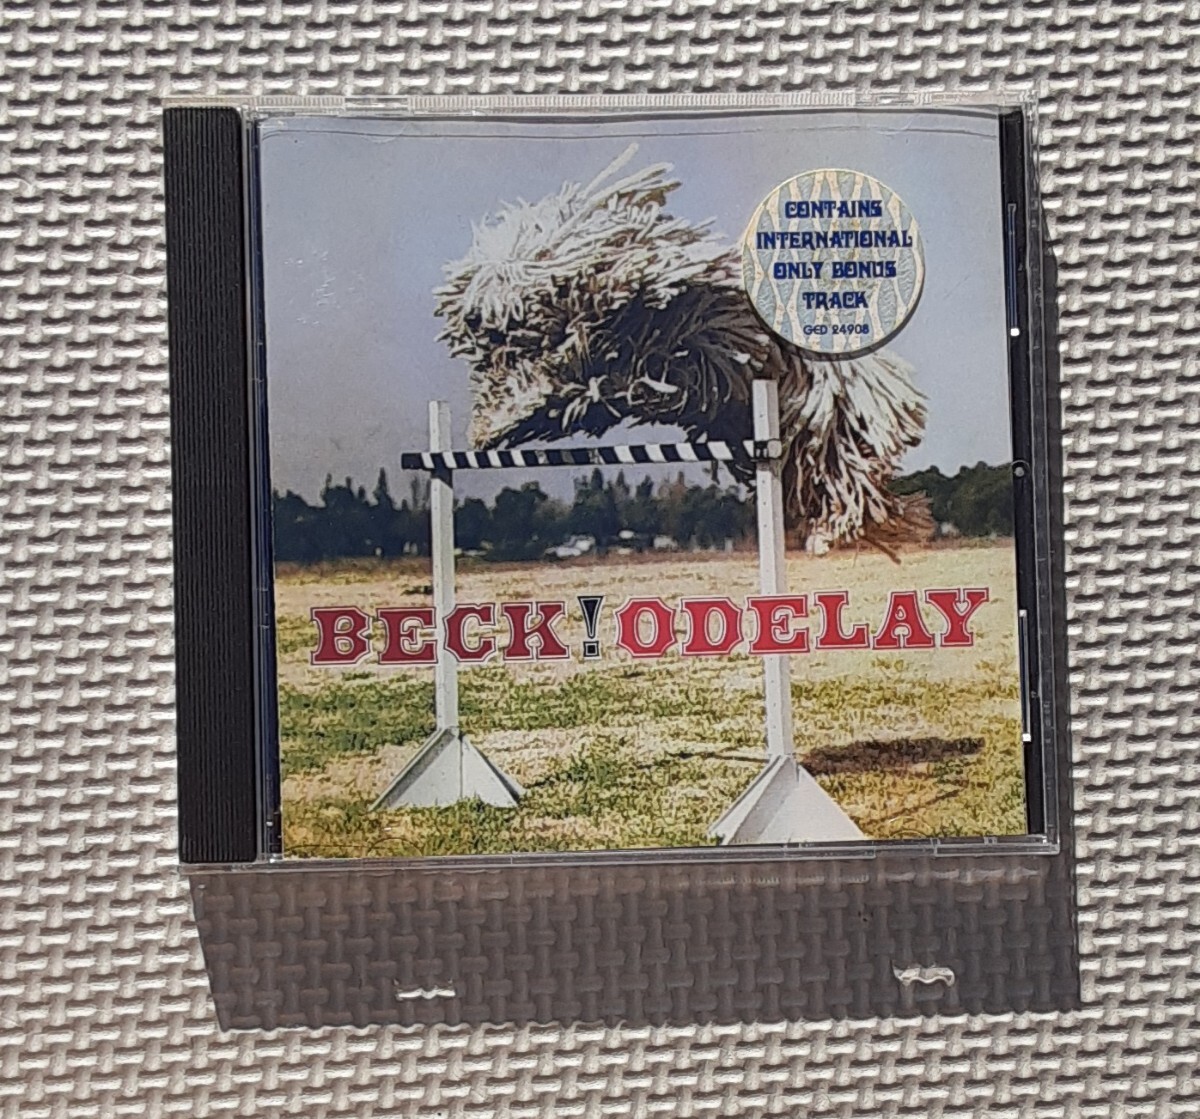 CONTAINS
INTERNATIONAL
ONLY BONUS
TRACK
GED 24908
BECK! ODELAY